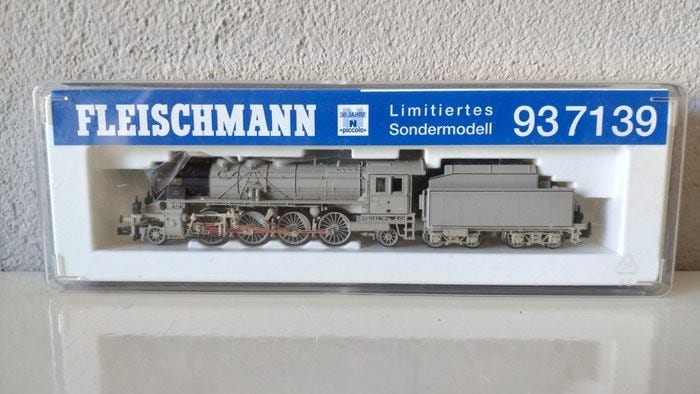 FLEISCHMANN
30 JAHRE
N
«piccolo»
Limitiertes
Sondermodell
937139